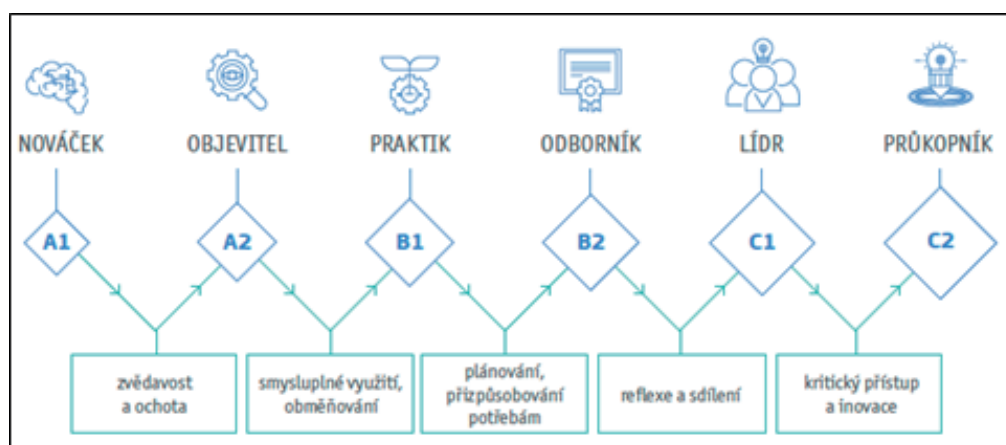 NOVÁČEK
OBJEVITEL
PRAKTIK
ODBORNÍK
LÍDR
PRŮKOPNÍK
A1
A2
B1
B2
C1
C2
zvědavost
a ochota
smysluplné využití,
obměňování
plánování,
přizpůsobování
potřebám
reflexe a sdílení
kritický přístup
a inovace